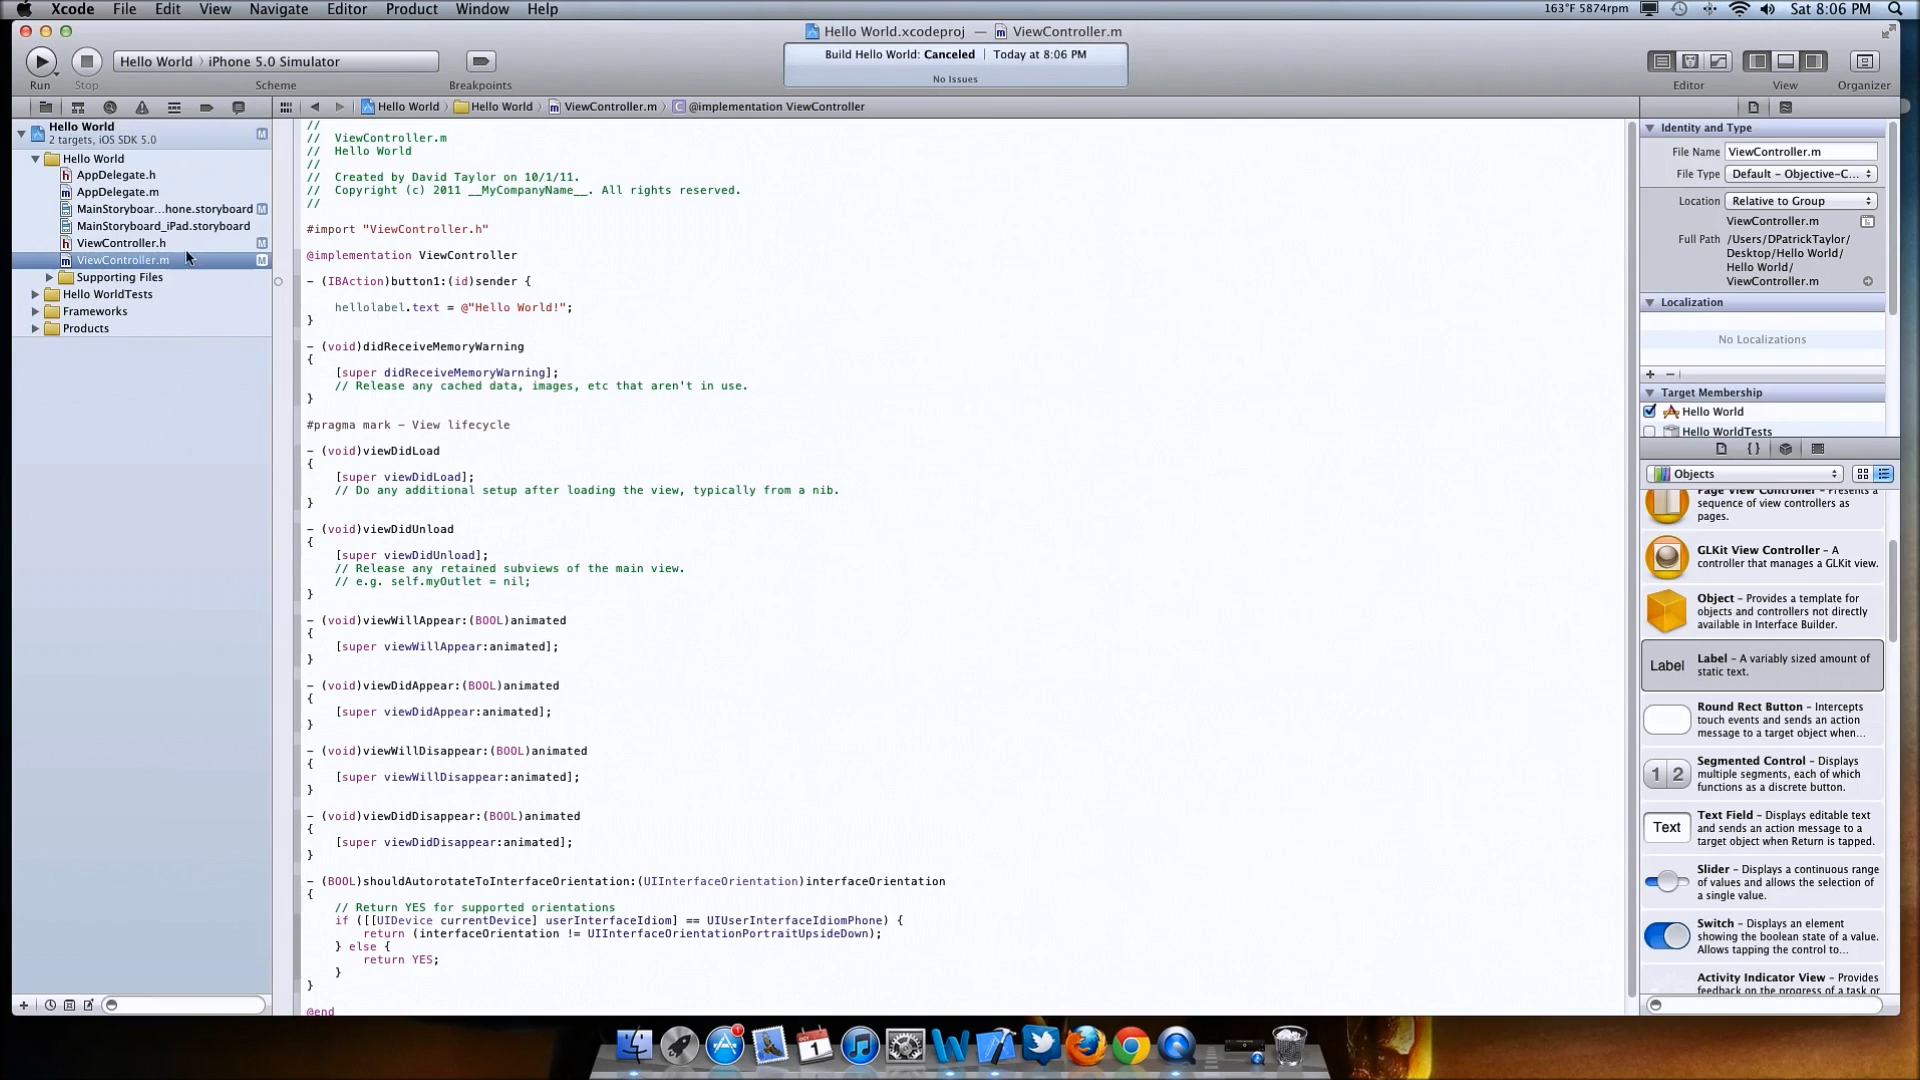 Xcode File Edit View Navigate Editor Product Window Help
163°F 5874rpm Sat 8:06 PM
Hello World.xcodeproj — ViewController.m
Run Stop
Hello World 〉 iPhone 5.0 Simulator
Scheme
Breakpoints
Build Hello World: Canceled | Today at 8:06 PM
No Issues
Editor View Organizer
Hello World
2 targets, iOS SDK 5.0
M
Hello World
AppDelegate.h
AppDelegate.m
MainStoryboar...hone.storyboard M
MainStoryboard_iPad.storyboard
ViewController.h M
ViewController.m M
Supporting Files
Hello WorldTests
Frameworks
Products
Hello World 〉 Hello World 〉 ViewController.m 〉 C @implementation ViewController
//
//  ViewController.m
//  Hello World
//
//  Created by David Taylor on 10/1/11.
//  Copyright (c) 2011 __MyCompanyName__. All rights reserved.
//
#import "ViewController.h"
@implementation ViewController
- (IBAction)button1:(id)sender {
hellolabel.text = @"Hello World!";
}
- (void)didReceiveMemoryWarning
{
[super didReceiveMemoryWarning];
// Release any cached data, images, etc that aren't in use.
}
#pragma mark - View lifecycle
- (void)viewDidLoad
{
[super viewDidLoad];
// Do any additional setup after loading the view, typically from a nib.
}
- (void)viewDidUnload
{
[super viewDidUnload];
// Release any retained subviews of the main view.
// e.g. self.myOutlet = nil;
}
- (void)viewWillAppear:(BOOL)animated
{
[super viewWillAppear:animated];
}
- (void)viewDidAppear:(BOOL)animated
{
[super viewDidAppear:animated];
}
- (void)viewWillDisappear:(BOOL)animated
{
[super viewWillDisappear:animated];
}
- (void)viewDidDisappear:(BOOL)animated
{
[super viewDidDisappear:animated];
}
- (BOOL)shouldAutorotateToInterfaceOrientation:(UIInterfaceOrientation)interfaceOrientation
{
// Return YES for supported orientations
if ([[UIDevice currentDevice] userInterfaceIdiom] == UIUserInterfaceIdiomPhone) {
return (interfaceOrientation != UIInterfaceOrientationPortraitUpsideDown);
} else {
return YES;
}
}
@end
Identity and Type
File Name ViewController.m
File Type Default - Objective-C...
Location Relative to Group
ViewController.m
Full Path /Users/DPatrickTaylor/
Desktop/Hello World/
Hello World/
ViewController.m
Localization
No Localizations
+ −
Target Membership
Hello World
Hello WorldTests
{ }
Objects
Page View Controller - Presents a
sequence of view controllers as
pages.
GLKit View Controller - A
controller that manages a GLKit view.
Object - Provides a template for
objects and controllers not directly
available in Interface Builder.
Label
Label - A variably sized amount of
static text.
Round Rect Button - Intercepts
touch events and sends an action
message to a target object when...
1 2
Segmented Control - Displays
multiple segments, each of which
functions as a discrete button.
Text
Text Field - Displays editable text
and sends an action message to a
target object when Return is tapped.
Slider - Displays a continuous range
of values and allows the selection of
a single value.
Switch - Displays an element
showing the boolean state of a value.
Allows tapping the control to...
Activity Indicator View - Provides
feedback on the progress of a task or
OCT
1
W